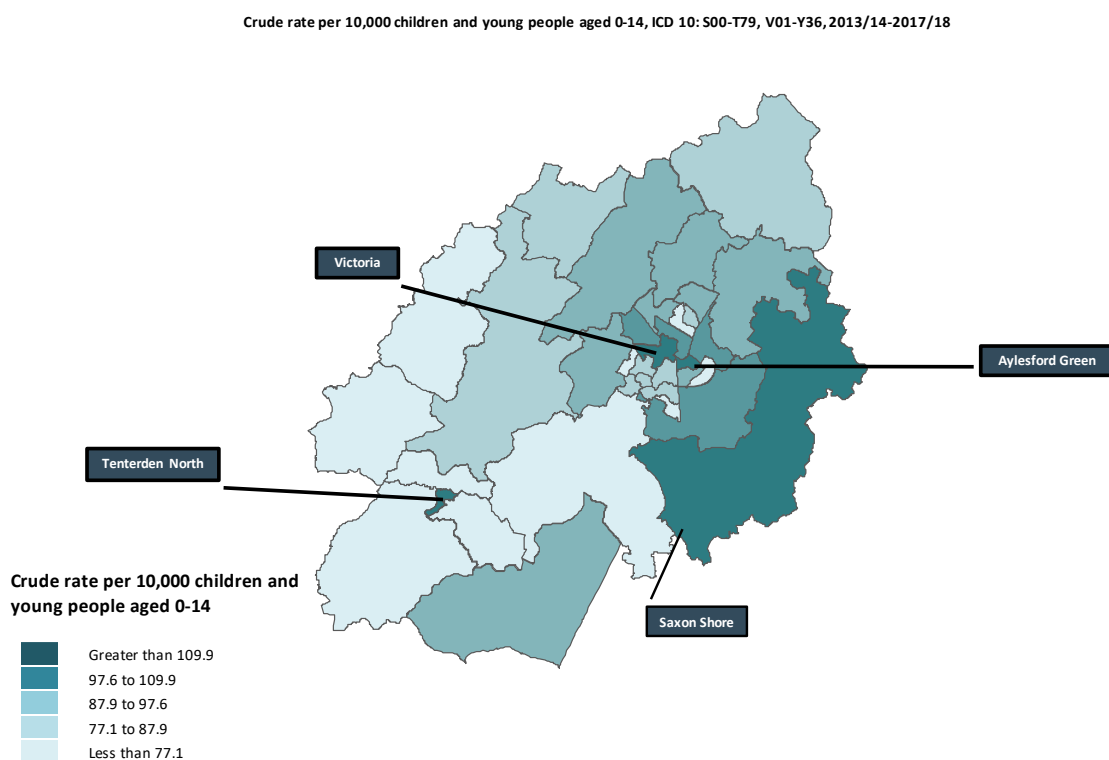 Crude rate per 10,000 children and young people aged 0-14, ICD 10: S00-T79, V01-Y36, 2013/14-2017/18
Victoria
Aylesford Green
Tenterden North
Saxon Shore
Crude rate per 10,000 children and
young people aged 0-14
Greater than 109.9
97.6 to 109.9
87.9 to 97.6
77.1 to 87.9
Less than 77.1